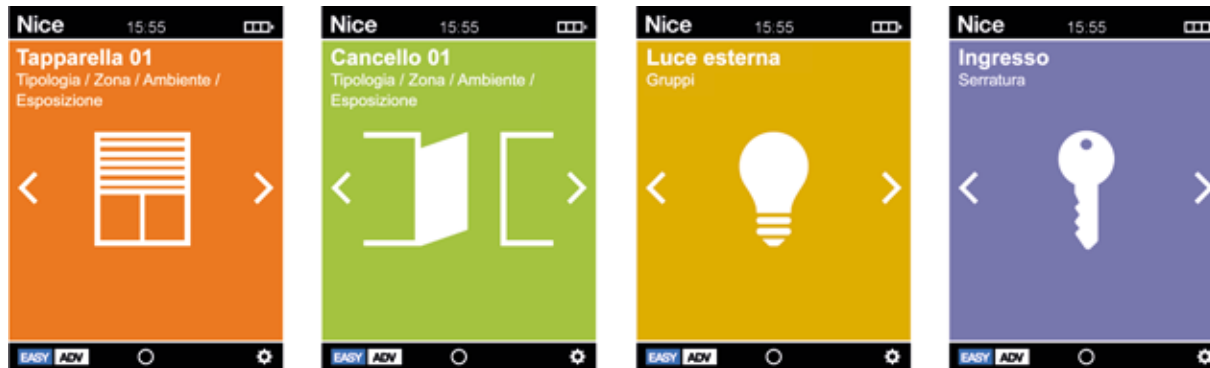 Nice 15:55
Tapparella 01
Tipologia / Zona / Ambiente /
Esposizione
EASY ADV
Nice 15:55
Cancello 01
Tipologia / Zona / Ambiente /
Esposizione
EASY ADV
Nice 15:55
Luce esterna
Gruppi
EASY ADV
Nice 15:55
Ingresso
Serratura
EASY ADV